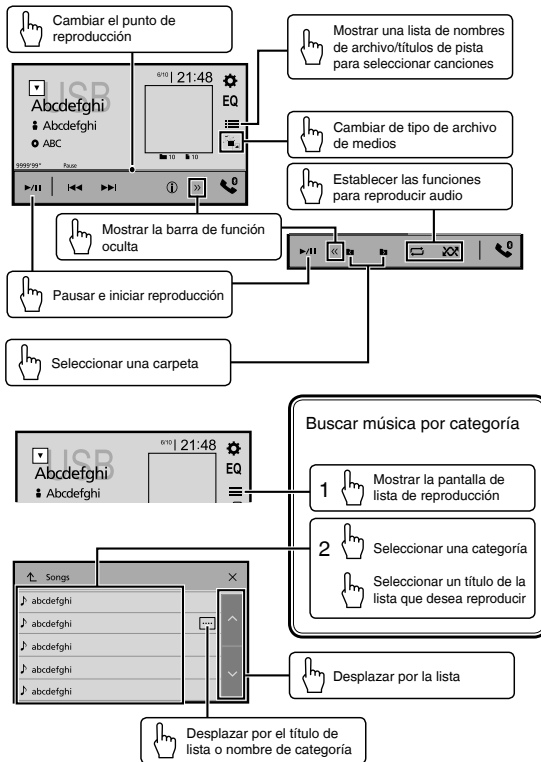 Cambiar el punto de
reproducción
Mostrar una lista de nombres
de archivo/títulos de pista
para seleccionar canciones
USB
6/10 | 21:48
Abcdefghi
EQ
Abcdefghi
ABC
10 10
9999'99" Pause
Cambiar de tipo de archivo
de medios
Establecer las funciones
para reproducir audio
Mostrar la barra de función
oculta
Pausar e iniciar reproducción
Seleccionar una carpeta
Buscar música por categoría
USB
6/10 | 21:48
Abcdefghi
EQ
Abcdefghi
1 Mostrar la pantalla de
lista de reproducción
2 Seleccionar una categoría
Seleccionar un título de la
lista que desea reproducir
Songs
abcdefghi
abcdefghi
abcdefghi
abcdefghi
abcdefghi
Desplazar por la lista
Desplazar por el título de
lista o nombre de categoría